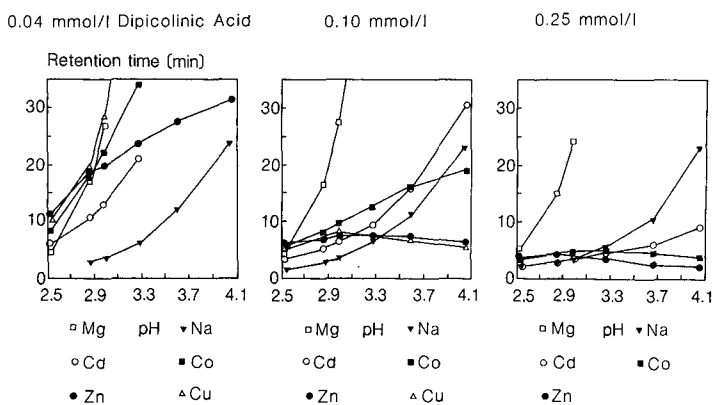 0.04 mmol/l Dipicolinic Acid
0.10 mmol/l
0.25 mmol/l
Retention time (min)
30
20
10
0
2.5 2.9 3.3 3.7 4.1
30
20
10
0
2.5 2.9 3.3 3.7 4.1
30
20
10
0
2.5 2.9 3.3 3.7 4.1
Mg pH Na
Cd Co
Zn Cu
Mg pH Na
Cd Co
Zn Cu
Mg pH Na
Cd Co
Zn